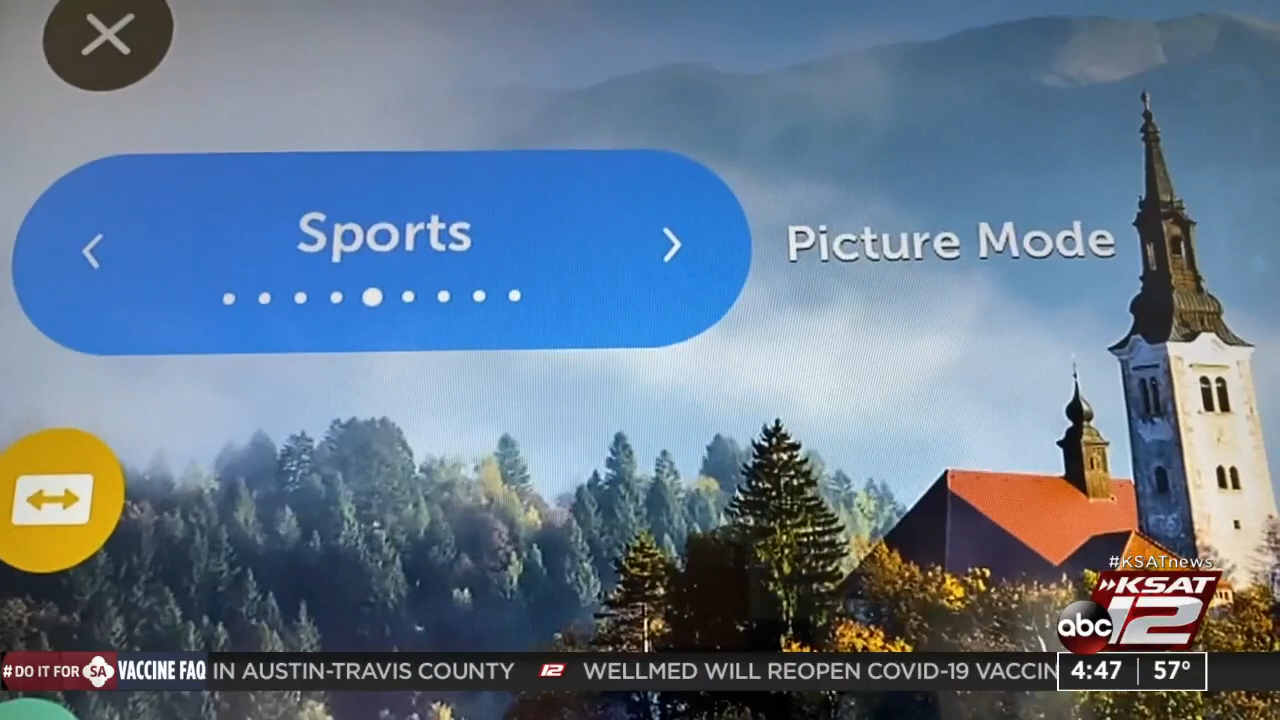 Sports
Picture Mode
#KSATnews
KSAT
abc
12
#DO IT FOR SA
VACCINE FAQ
IN AUSTIN-TRAVIS COUNTY
12
WELLMED WILL REOPEN COVID-19 VACCIN
4:47
57°